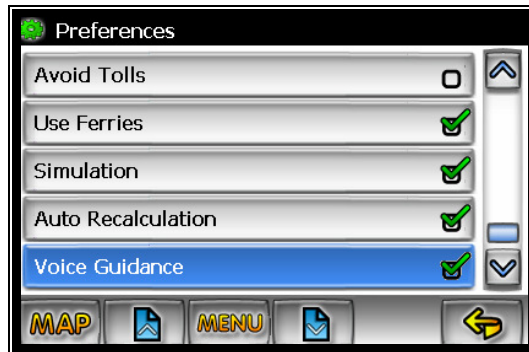 Preferences
Avoid Tolls
Use Ferries
Simulation
Auto Recalculation
Voice Guidance
MAP MENU